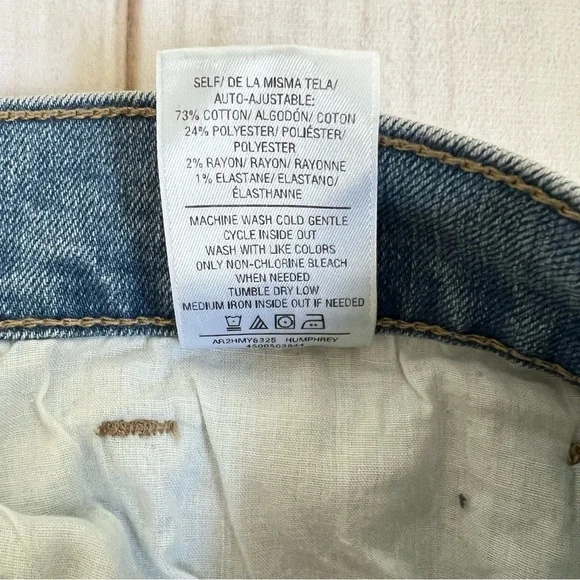 SELF/ DE LA MISMA TELA/
AUTO-AJUSTABLE:
73% COTTON/ ALGODÓN/ COTON
24% POLYESTER/ POLIÉSTER/
POLYESTER
2% RAYON/ RAYON/ RAYONNE
1% ELASTANE/ ELASTANO/
ÉLASTHANNE
MACHINE WASH COLD GENTLE
CYCLE INSIDE OUT
WASH WITH LIKE COLORS
ONLY NON-CHLORINE BLEACH
WHEN NEEDED
TUMBLE DRY LOW
MEDIUM IRON INSIDE OUT IF NEEDED
AR2HMY6325 HUMPHREY